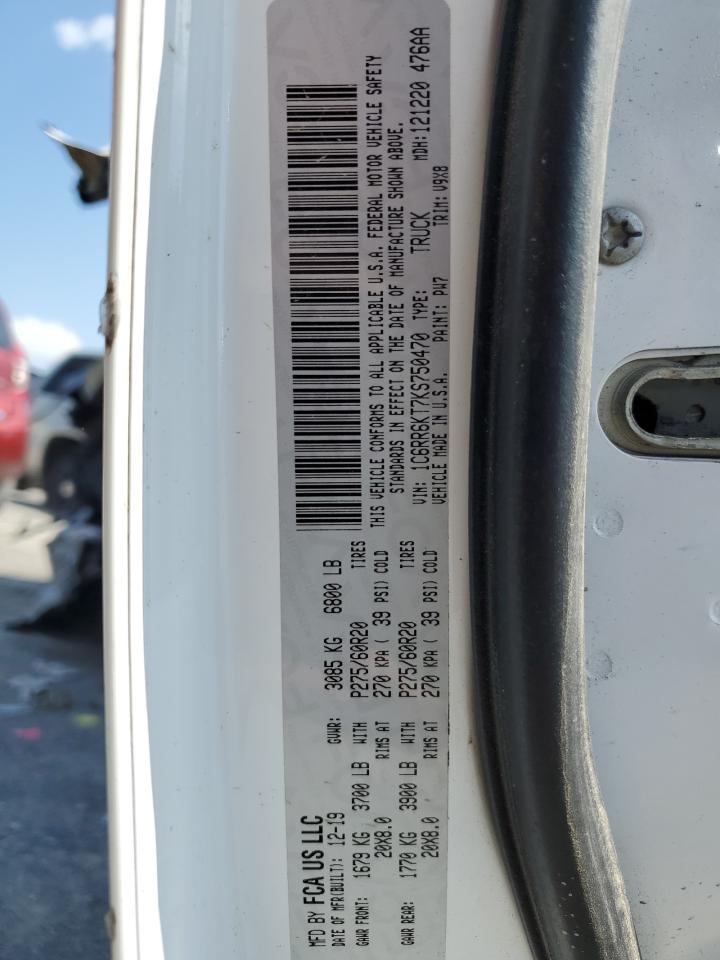 MFD BY FCA US LLC
DATE OF MFR(BUILT): 12-19 GVWR: 3085 KG 6800 LB
GAWR FRONT: 1679 KG 3700 LB WITH P275/60R20 TIRES
20X8.0 RIMS AT 270 KPA ( 39 PSI) COLD
GAWR REAR: 1770 KG 3900 LB WITH P275/60R20 TIRES
20X8.0 RIMS AT 270 KPA ( 39 PSI) COLD
THIS VEHICLE CONFORMS TO ALL APPLICABLE U.S.A. FEDERAL MOTOR VEHICLE SAFETY
STANDARDS IN EFFECT ON THE DATE OF MANUFACTURE SHOWN ABOVE.
VIN: 1C6RR6KT7KS750470 TYPE: TRUCK MDH: 121220 476AA
VEHICLE MADE IN U.S.A. PAINT: PW7 TRIM: V9X8